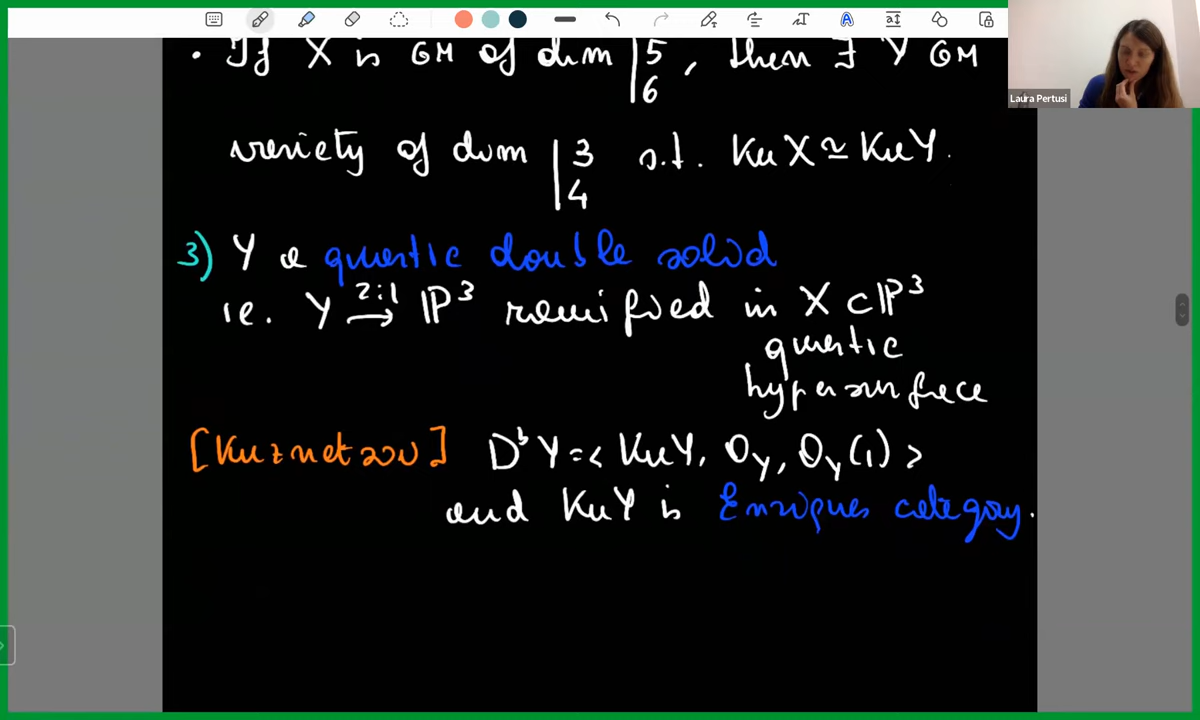 Laura Pertusi
· If X is GM of dim | 5 6 , then ∃ Y GM
variety of dim | 3 4 s.t. Ku X ≃ Ku Y.
3) Y a quartic double solid
i.e. Y 2:1 → ℙ³ ramified in X ⊂ ℙ³
quartic
hypersurface
[Kuznetsov] DᵇY = < Ku Y, O_Y, O_Y(1) >
and Ku Y is Enriques category.